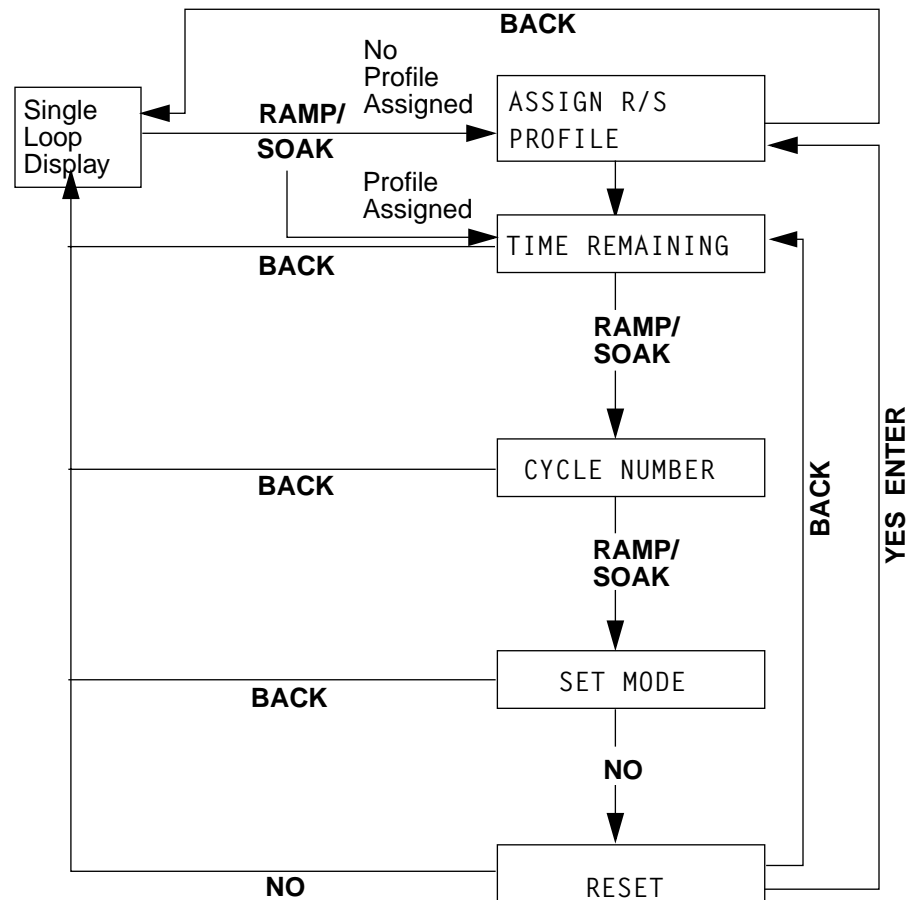 BACK
No
Profile
Assigned
Single
Loop
Display
RAMP/
SOAK
ASSIGN R/S
PROFILE
Profile
Assigned
TIME REMAINING
BACK
RAMP/
SOAK
CYCLE NUMBER
BACK
BACK
YES ENTER
RAMP/
SOAK
SET MODE
BACK
NO
RESET
NO